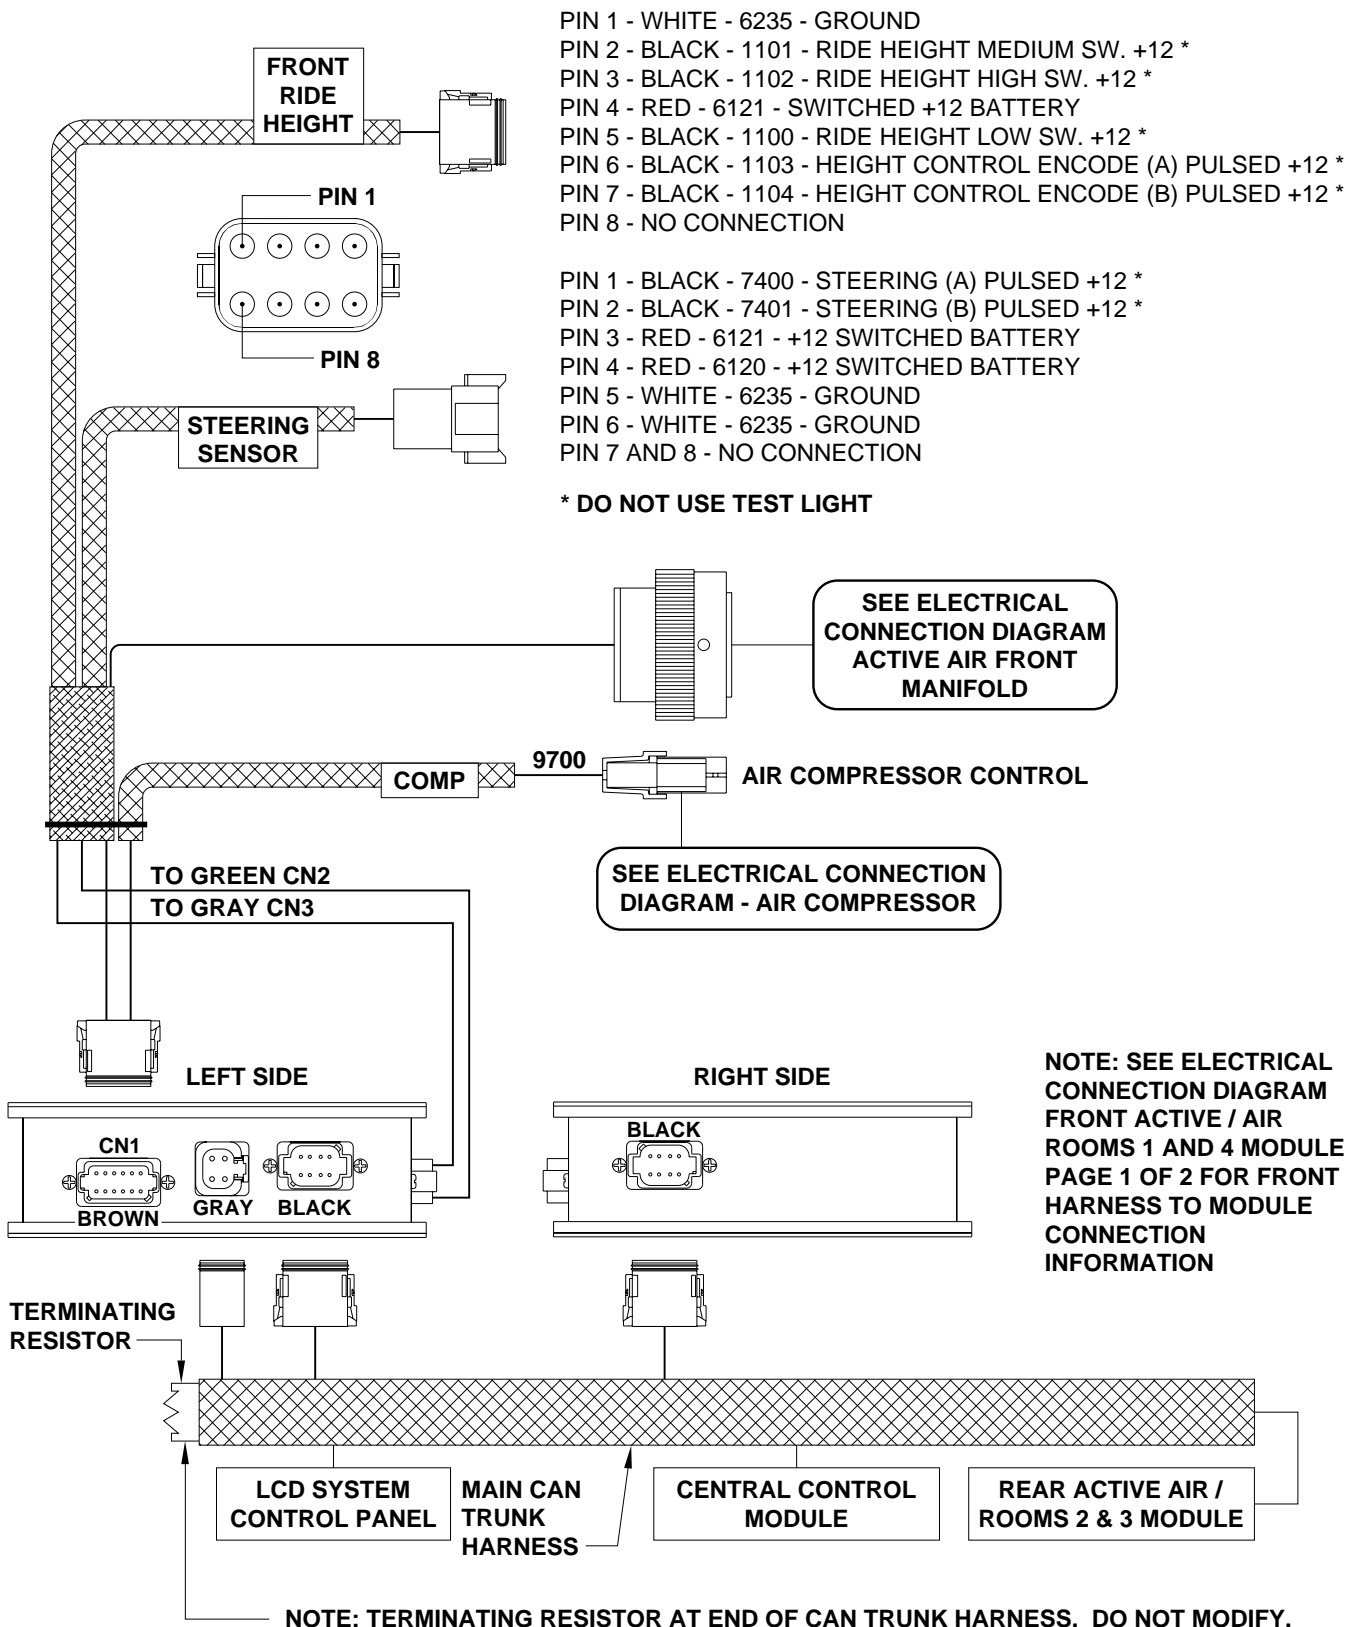 PIN 1 - WHITE - 6235 - GROUND
PIN 2 - BLACK - 1101 - RIDE HEIGHT MEDIUM SW. +12 *
PIN 3 - BLACK - 1102 - RIDE HEIGHT HIGH SW. +12 *
PIN 4 - RED - 6121 - SWITCHED +12 BATTERY
PIN 5 - BLACK - 1100 - RIDE HEIGHT LOW SW. +12 *
PIN 6 - BLACK - 1103 - HEIGHT CONTROL ENCODE (A) PULSED +12 *
PIN 7 - BLACK - 1104 - HEIGHT CONTROL ENCODE (B) PULSED +12 *
PIN 8 - NO CONNECTION
FRONT
RIDE
HEIGHT
PIN 1
PIN 8
PIN 1 - BLACK - 7400 - STEERING (A) PULSED +12 *
PIN 2 - BLACK - 7401 - STEERING (B) PULSED +12 *
PIN 3 - RED - 6121 - +12 SWITCHED BATTERY
PIN 4 - RED - 6120 - +12 SWITCHED BATTERY
PIN 5 - WHITE - 6235 - GROUND
PIN 6 - WHITE - 6235 - GROUND
PIN 7 AND 8 - NO CONNECTION
STEERING
SENSOR
* DO NOT USE TEST LIGHT
SEE ELECTRICAL
CONNECTION DIAGRAM
ACTIVE AIR FRONT
MANIFOLD
COMP
9700
AIR COMPRESSOR CONTROL
SEE ELECTRICAL CONNECTION
DIAGRAM - AIR COMPRESSOR
TO GREEN CN2
TO GRAY CN3
LEFT SIDE
CN1
BROWN
GRAY
BLACK
RIGHT SIDE
BLACK
NOTE: SEE ELECTRICAL
CONNECTION DIAGRAM
FRONT ACTIVE / AIR
ROOMS 1 AND 4 MODULE
PAGE 1 OF 2 FOR FRONT
HARNESS TO MODULE
CONNECTION
INFORMATION
TERMINATING
RESISTOR
LCD SYSTEM
CONTROL PANEL
MAIN CAN
TRUNK
HARNESS
CENTRAL CONTROL
MODULE
REAR ACTIVE AIR /
ROOMS 2 & 3 MODULE
NOTE: TERMINATING RESISTOR AT END OF CAN TRUNK HARNESS. DO NOT MODIFY.